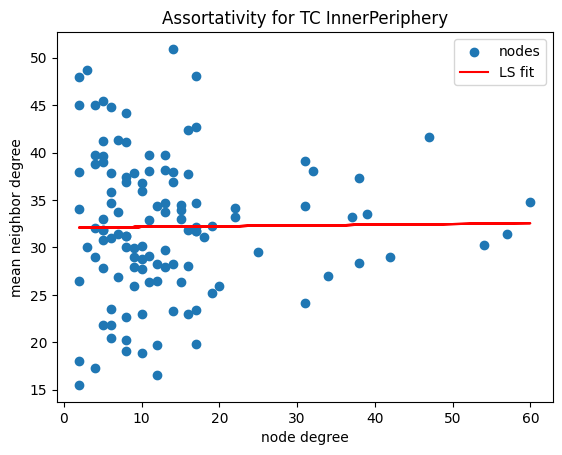 Assortativity for TC InnerPeriphery
nodes
LS fit
mean neighbor degree
50
45
40
35
30
25
20
15
0 10 20 30 40 50 60
node degree